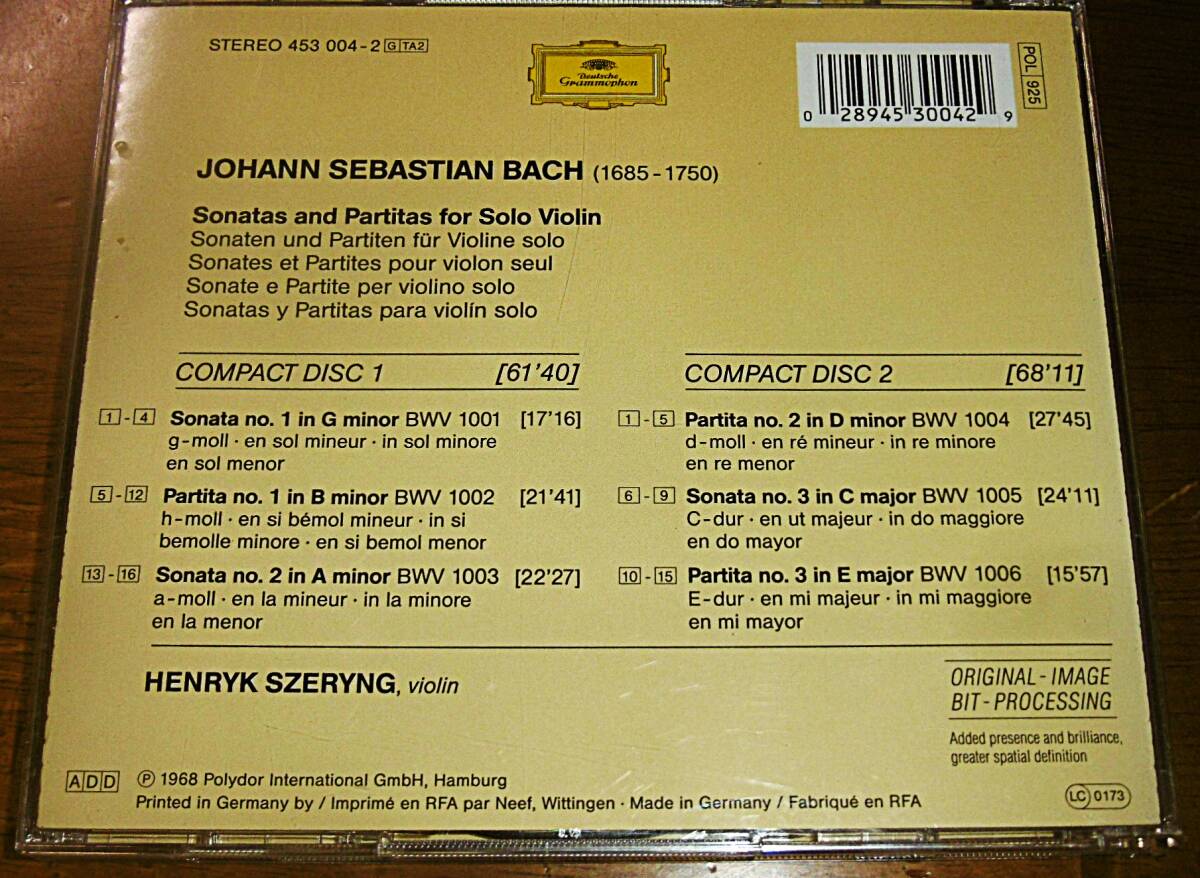 STEREO 453 004-2 G TA2
Deutsche
Grammophon
0 28945 30042 9
POL 925
JOHANN SEBASTIAN BACH (1685-1750)
Sonatas and Partitas for Solo Violin
Sonaten und Partiten für Violine solo
Sonates et Partites pour violon seul
Sonate e Partite per violino solo
Sonatas y Partitas para violín solo
COMPACT DISC 1 [61'40]
1 - 4 Sonata no. 1 in G minor BWV 1001 [17'16]
g-moll · en sol mineur · in sol minore
en sol menor
5 - 12 Partita no. 1 in B minor BWV 1002 [21'41]
h-moll · en si bémol mineur · in si
bemolle minore · en si bemol menor
13 - 16 Sonata no. 2 in A minor BWV 1003 [22'27]
a-moll · en la mineur · in la minore
en la menor
COMPACT DISC 2 [68'11]
1 - 5 Partita no. 2 in D minor BWV 1004 [27'45]
d-moll · en ré mineur · in re minore
en re menor
6 - 9 Sonata no. 3 in C major BWV 1005 [24'11]
C-dur · en ut majeur · in do maggiore
en do mayor
10 - 15 Partita no. 3 in E major BWV 1006 [15'57]
E-dur · en mi majeur · in mi maggiore
en mi mayor
HENRYK SZERYNG, violin
ORIGINAL-IMAGE
BIT-PROCESSING
Added presence and brilliance,
greater spatial definition
ADD ℗ 1968 Polydor International GmbH, Hamburg
Printed in Germany by / Imprimé en RFA par Neef, Wittingen · Made in Germany / Fabriqué en RFA
LC 0173